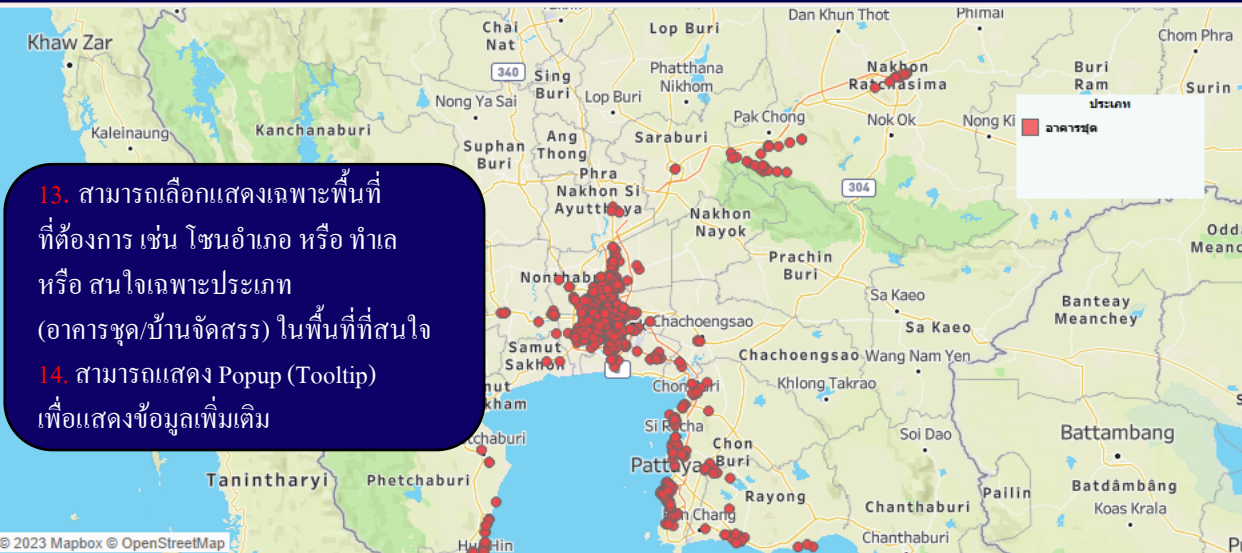 Khaw Zar
Chai
Nat
Lop Buri
Dan Khun Thot
Phimai
Chom Phra
340
Sing
Buri
Lop Buri
Phatthana
Nikhom
Nakhon
Ratchasima
Buri
Ram
Surin
Nong Ya Sai
ประเภท
อาคารชุด
Kaleinaung
Kanchanaburi
Suphan
Buri
Ang
Thong
Saraburi
Pak Chong
Nok Ok
Nong Ki
Phra
Nakhon Si
Ayutthaya
304
13. สามารถเลือกแสดงเฉพาะพื้นที่
ที่ต้องการ เช่น โซนอำเภอ หรือ ทำเล
หรือ สนใจเฉพาะประเภท
(อาคารชุด/บ้านจัดสรร) ในพื้นที่ที่สนใจ
14. สามารถแสดง Popup (Tooltip)
เพื่อแสดงข้อมูลเพิ่มเติม
Nakhon
Nayok
Prachin
Buri
Odd
Meanc
Nonthab
Sa Kaeo
Sa Kaeo
Banteay
Meanchey
Chachoengsao
Samut
Sakhon
Chachoengsao
Wang Nam Yen
Khlong Takrao
nut
kham
Chon Buri
Si Racha
Chon
Buri
Soi Dao
Battambang
tchaburi
Pattaya
Tanintharyi
Phetchaburi
Rayong
Chanthaburi
Pailin
Batdâmbâng
Koas Krala
Chang
Chanthaburi
Hua Hin
P
© 2023 Mapbox © OpenStreetMap